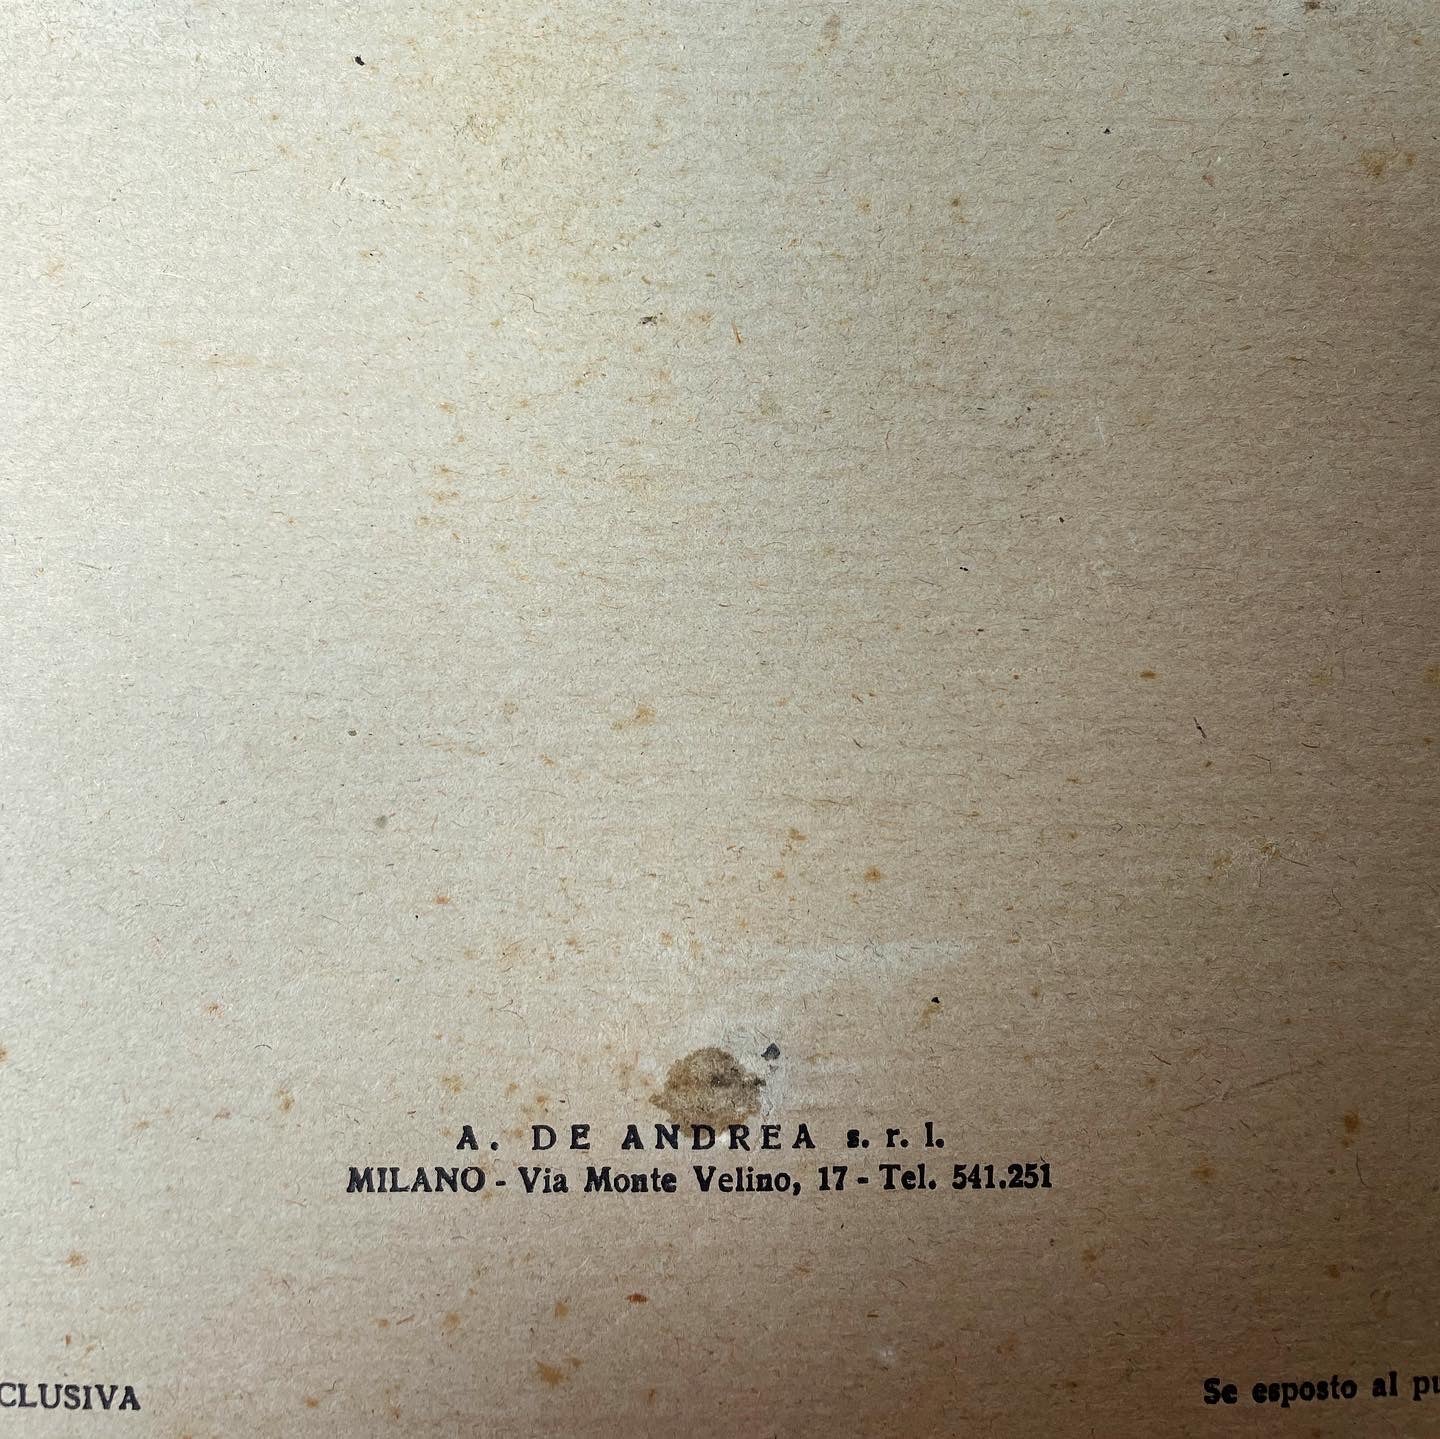 A. DE ANDREA s. r. l.
MILANO - Via Monte Velino, 17 - Tel. 541.251
CLUSIVA
Se esposto al pu